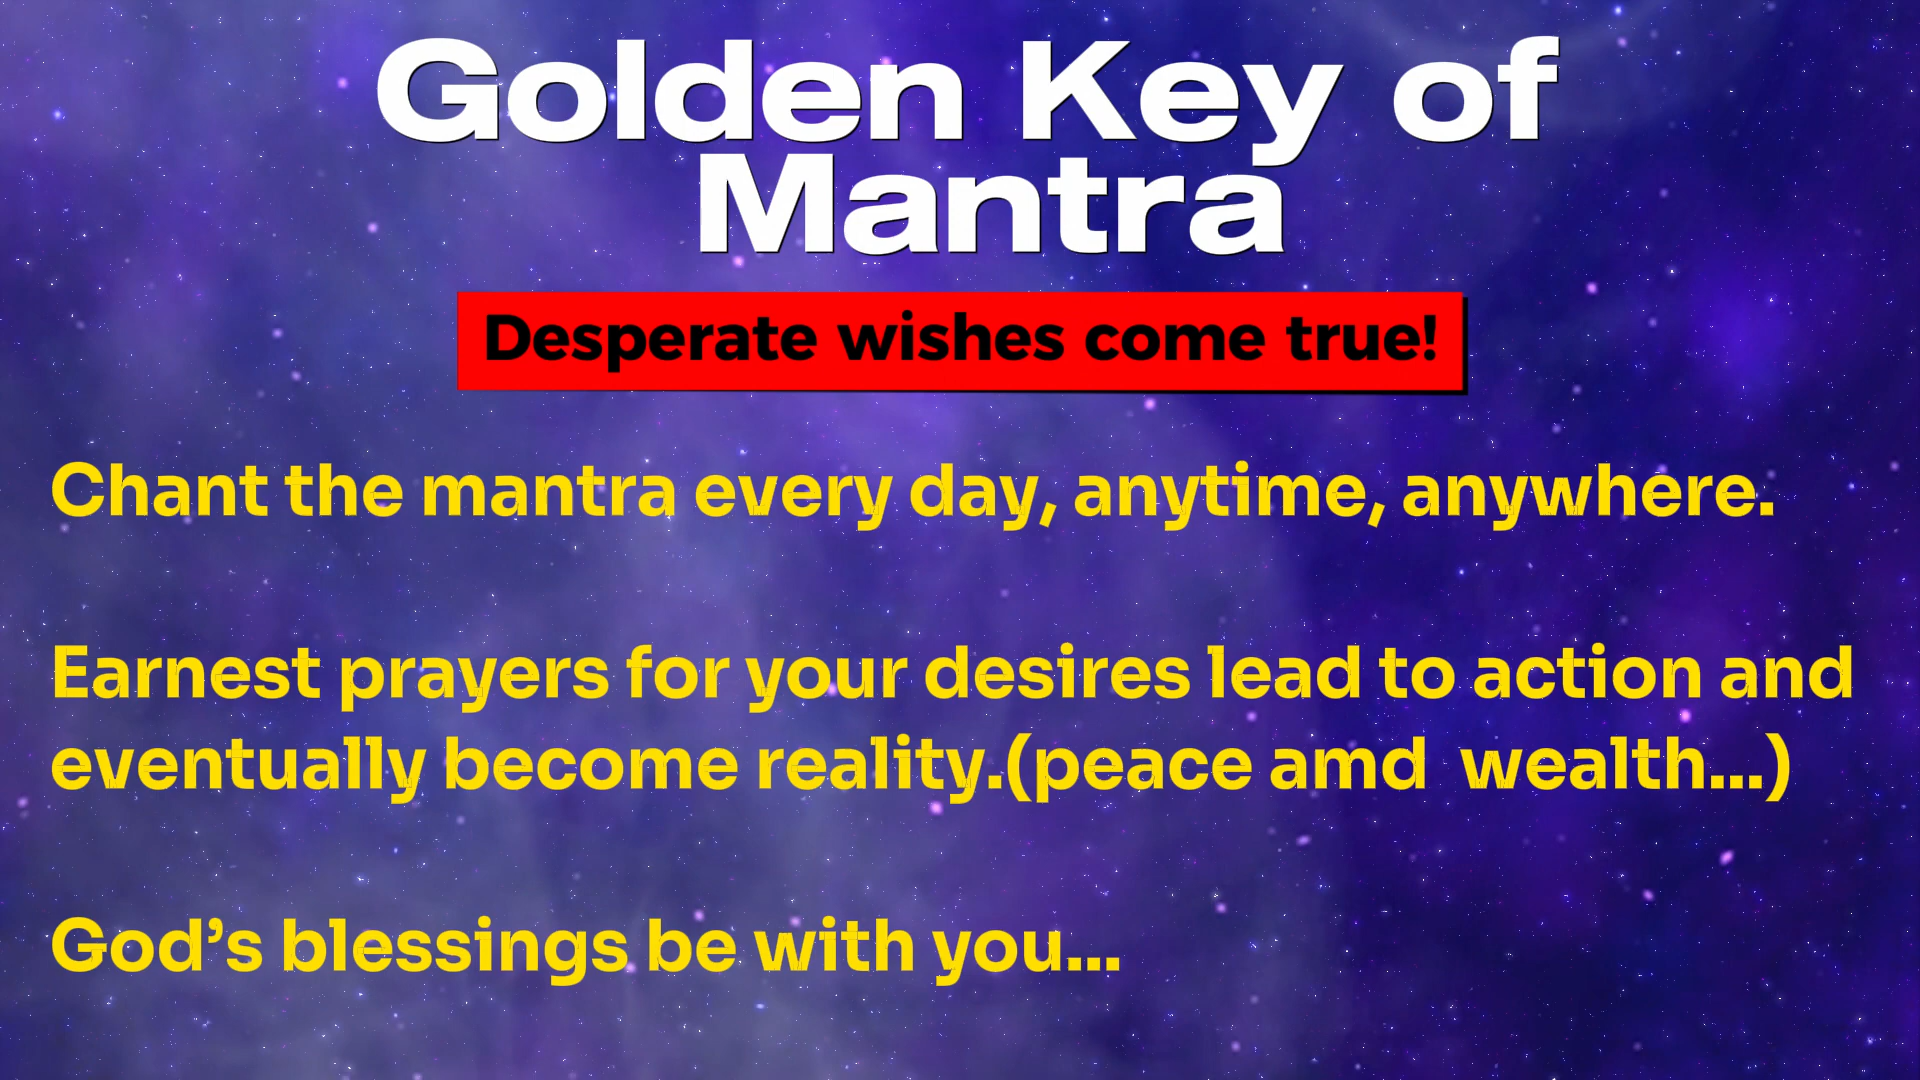 Golden Key of
Mantra
Desperate wishes come true!
Chant the mantra every day, anytime, anywhere.
Earnest prayers for your desires lead to action and
eventually become reality.(peace amd  wealth...)
God’s blessings be with you...